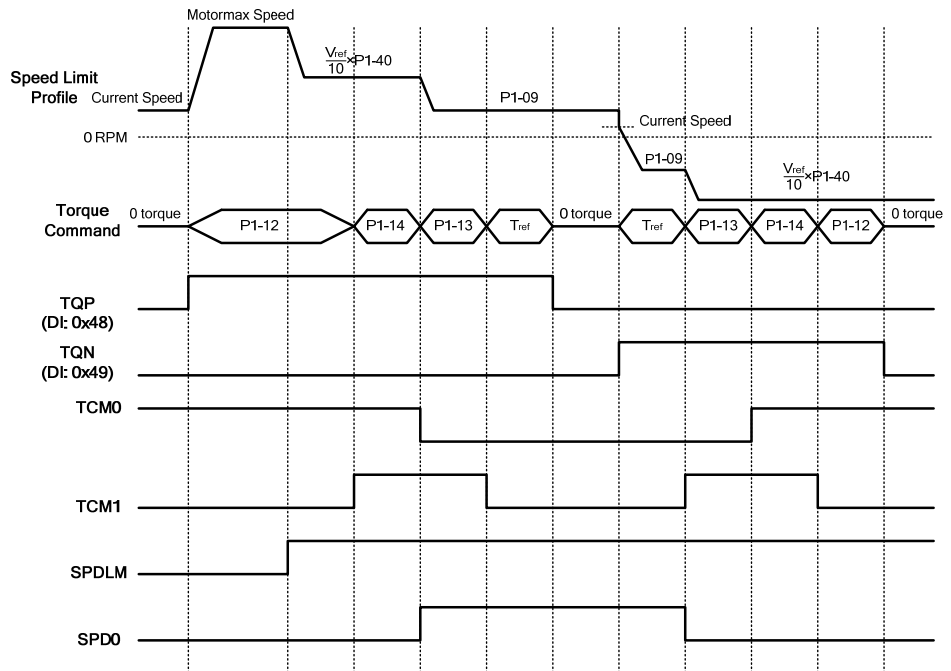 Motormax Speed
Speed Limit
Profile
Current Speed
Vref
10 ×P1-40
P1-09
0 RPM
Current Speed
P1-09
Vref
10 ×P1-40
Torque
Command
0 torque
P1-12
P1-14
P1-13
Tref
0 torque
Tref
P1-13
P1-14
P1-12
0 torque
TQP
(DI: 0x48)
TQN
(DI: 0x49)
TCM0
TCM1
SPDLM
SPD0